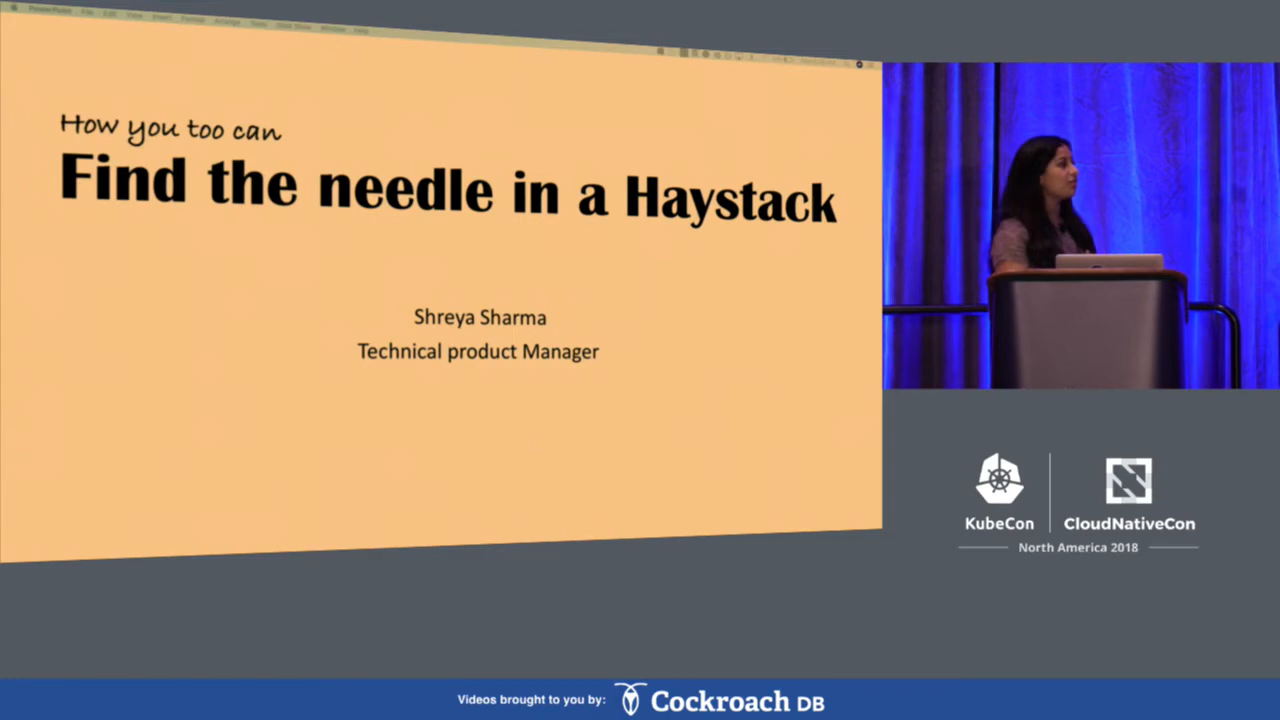 How you too can
Find the needle in a Haystack
Shreya Sharma
Technical product Manager
KubeCon
CloudNativeCon
North America 2018
Videos brought to you by:
Cockroach DB